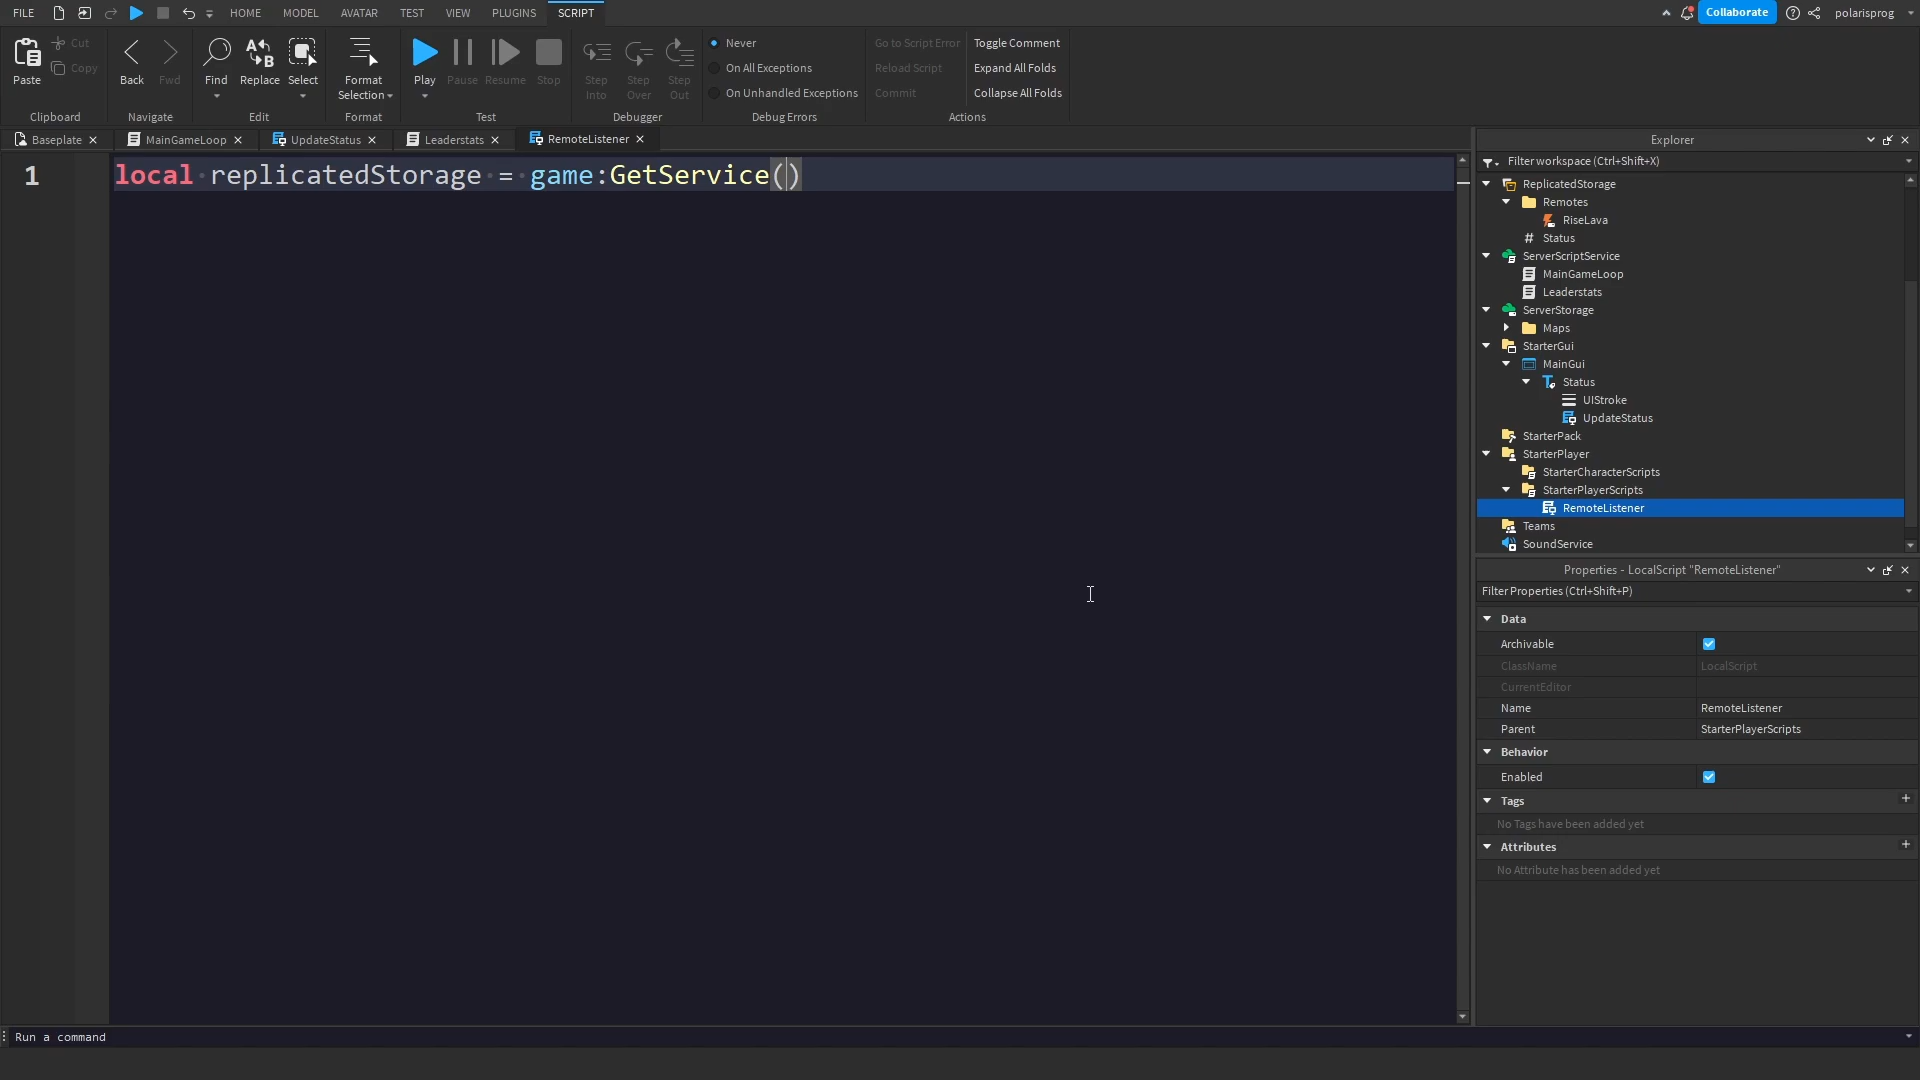 FILE HOME MODEL AVATAR TEST VIEW PLUGINS SCRIPT Collaborate polarisprog
Paste Cut Copy
Clipboard
Back Fwd
Navigate
Find Replace Select
Edit
Format Selection
Format
Play Pause Resume Stop
Test
Step Into Step Over Step Out
Debugger
Never
On All Exceptions
On Unhandled Exceptions
Debug Errors
Go to Script Error
Reload Script
Commit
Toggle Comment
Expand All Folds
Collapse All Folds
Actions
Baseplate MainGameLoop UpdateStatus Leaderstats RemoteListener
1 local replicatedStorage = game:GetService()
Explorer
Filter workspace (Ctrl+Shift+X)
ReplicatedStorage
Remotes
RiseLava
# Status
ServerScriptService
MainGameLoop
Leaderstats
ServerStorage
Maps
StarterGui
MainGui
Status
UIStroke
UpdateStatus
StarterPack
StarterPlayer
StarterCharacterScripts
StarterPlayerScripts
RemoteListener
Teams
SoundService
Properties - LocalScript "RemoteListener"
Filter Properties (Ctrl+Shift+P)
Data
Archivable
ClassName LocalScript
CurrentEditor
Name RemoteListener
Parent StarterPlayerScripts
Behavior
Enabled
Tags +
No Tags have been added yet
Attributes +
No Attribute has been added yet
Run a command